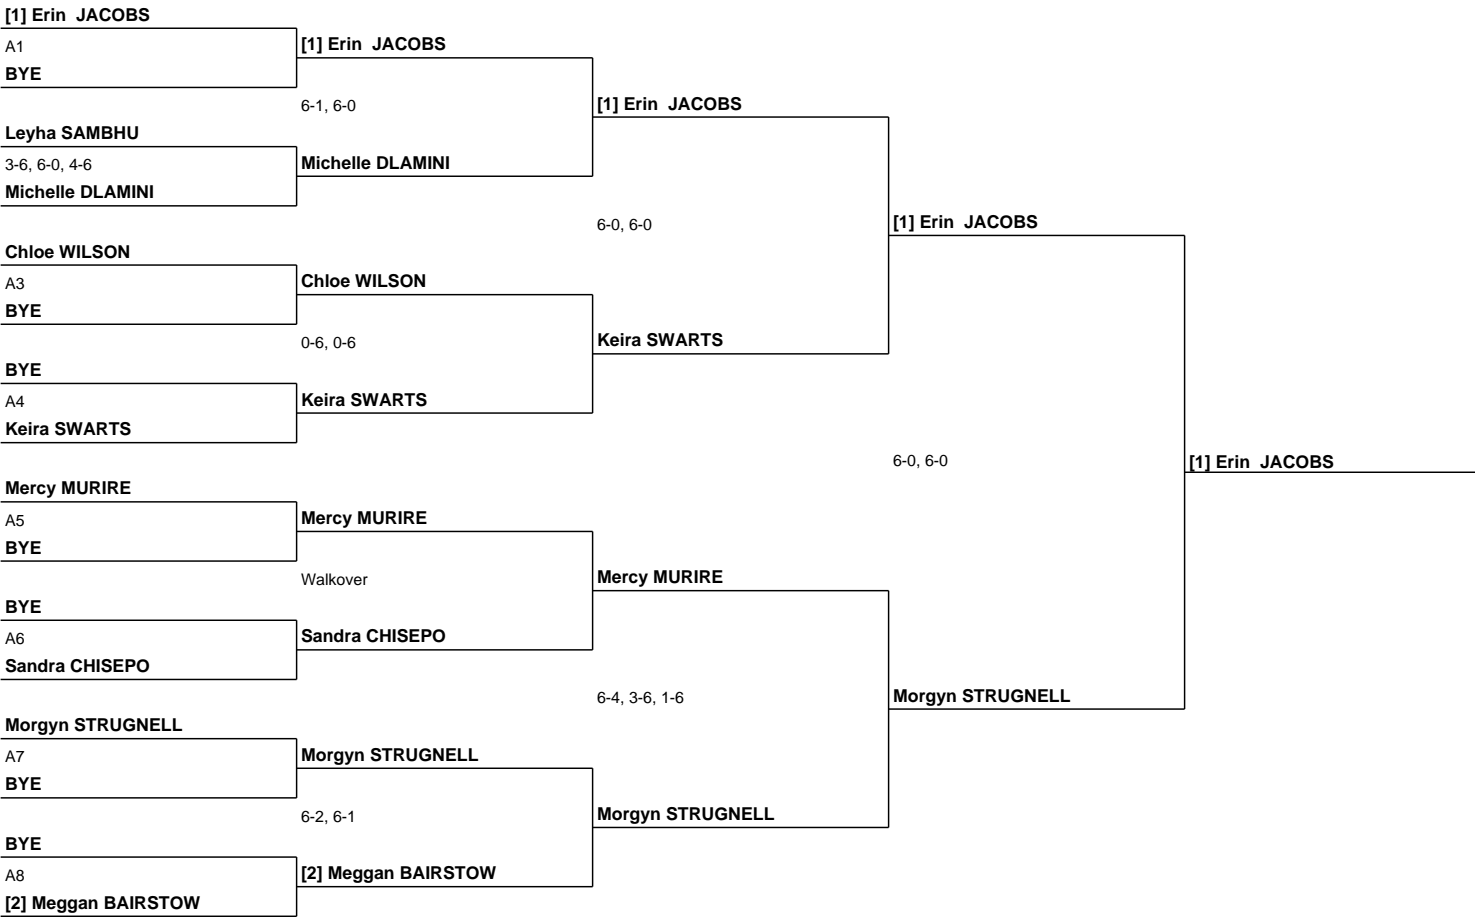 [1] Erin  JACOBS
A1
BYE
Leyha SAMBHU
3-6, 6-0, 4-6
Michelle DLAMINI
Chloe WILSON
A3
BYE
BYE
A4
Keira SWARTS
Mercy MURIRE
A5
BYE
BYE
A6
Sandra CHISEPO
Morgyn STRUGNELL
A7
BYE
BYE
A8
[2] Meggan BAIRSTOW
[1] Erin  JACOBS
6-1, 6-0
Michelle DLAMINI
Chloe WILSON
0-6, 0-6
Keira SWARTS
Mercy MURIRE
Walkover
Sandra CHISEPO
Morgyn STRUGNELL
6-2, 6-1
[2] Meggan BAIRSTOW
[1] Erin  JACOBS
6-0, 6-0
Keira SWARTS
Mercy MURIRE
6-4, 3-6, 1-6
Morgyn STRUGNELL
[1] Erin  JACOBS
6-0, 6-0
Morgyn STRUGNELL
[1] Erin  JACOBS